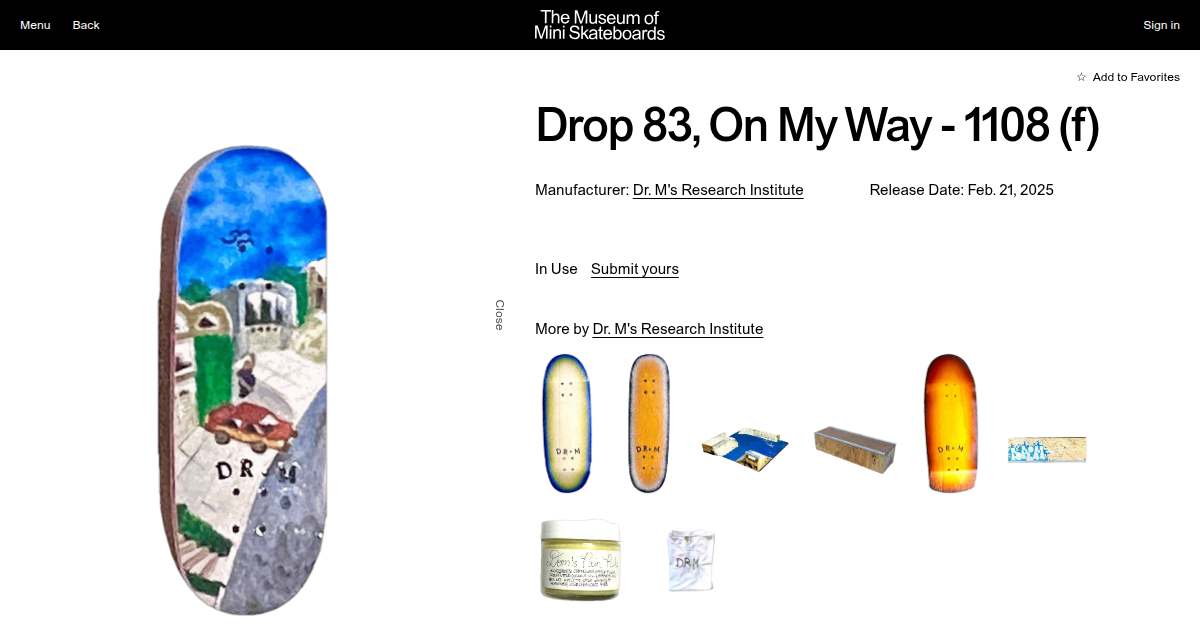 Menu
Back
The Museum of
Mini Skateboards
Sign in
☆ Add to Favorites
Drop 83, On My Way - 1108 (f)
Manufacturer: Dr. M's Research Institute
Release Date: Feb. 21, 2025
In Use
Submit yours
Close
More by Dr. M's Research Institute
DR.M
DR.M
DR.M
DR.M
DRM